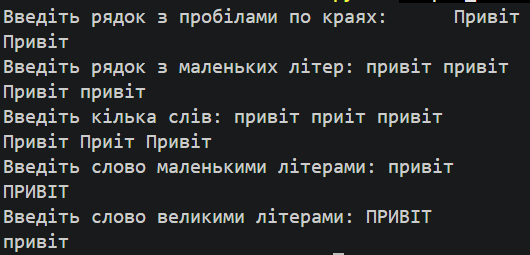 Введіть рядок з пробілами по краях:      Привіт
Привіт
Введіть рядок з маленьких літер: привіт привіт
Привіт привіт
Введіть кілька слів: привіт приіт привіт
Привіт Приіт Привіт
Введіть слово маленькими літерами: привіт
ПРИВІТ
Введіть слово великими літерами: ПРИВІТ
привіт